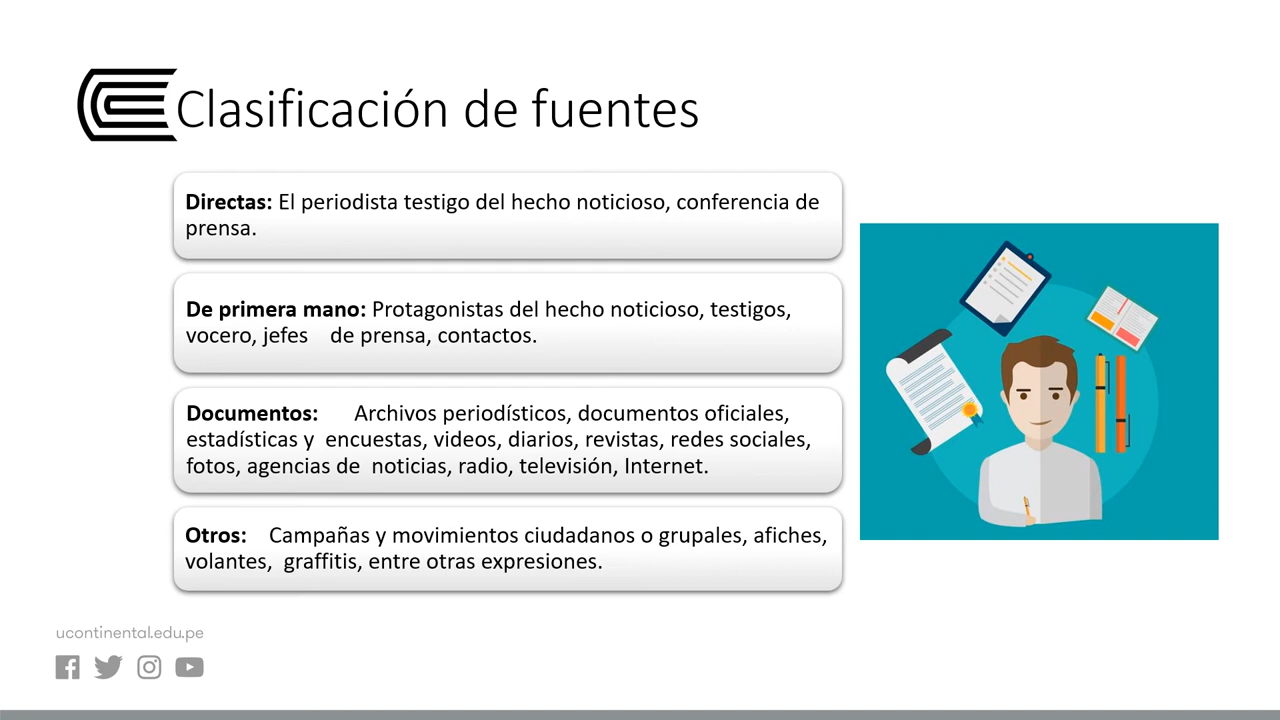 Clasificación de fuentes
Directas: El periodista testigo del hecho noticioso, conferencia de
prensa.
De primera mano: Protagonistas del hecho noticioso, testigos,
vocero, jefes de prensa, contactos.
Documentos: Archivos periodísticos, documentos oficiales,
estadísticas y encuestas, videos, diarios, revistas, redes sociales,
fotos, agencias de noticias, radio, televisión, Internet.
Otros: Campañas y movimientos ciudadanos o grupales, afiches,
volantes, graffitis, entre otras expresiones.
ucontinental.edu.pe